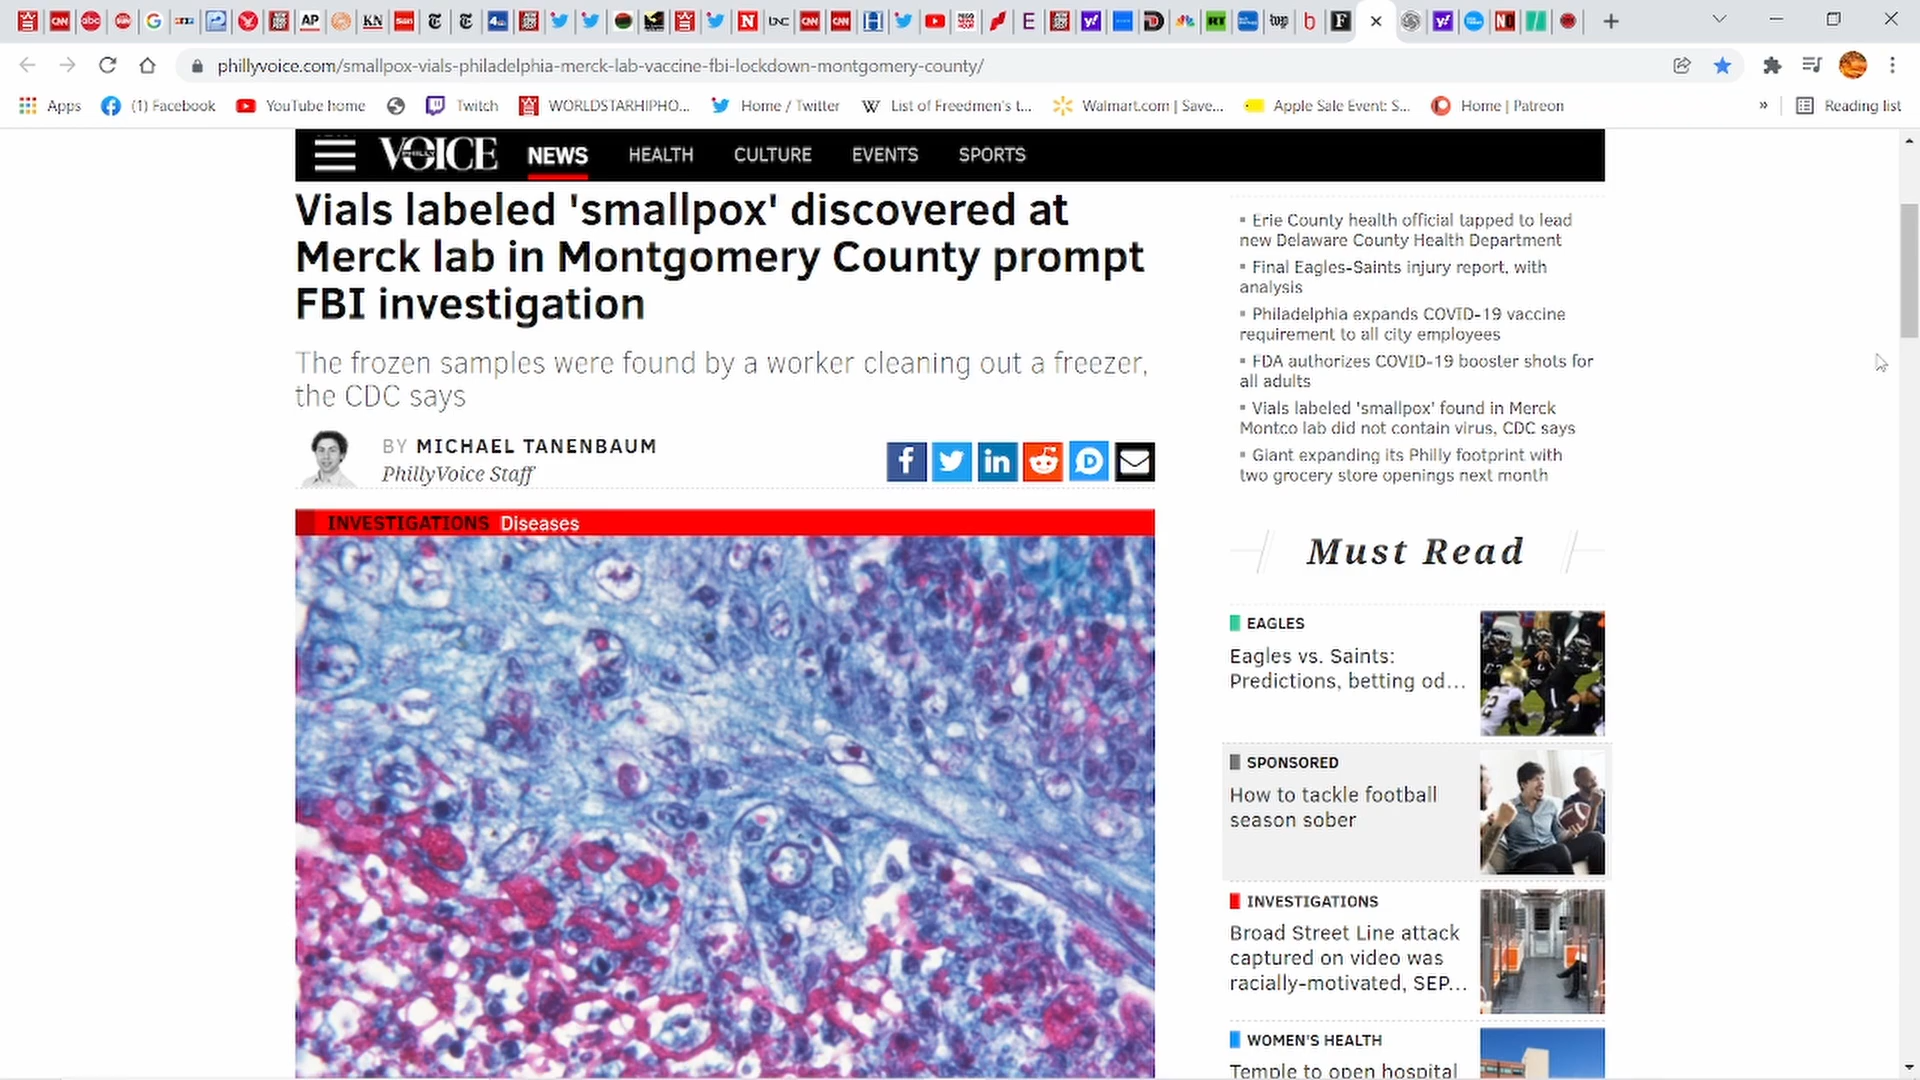 AP
KN
N
CNN
CNN
E
y!
RT
b
F
y!
phillyvoice.com/smallpox-vials-philadelphia-merck-lab-vaccine-fbi-lockdown-montgomery-county/
Apps
(1) Facebook
YouTube home
Twitch
WORLDSTARHIPHO...
Home / Twitter
W List of Freedmen's t...
Walmart.com | Save...
Apple Sale Event: S...
Home | Patreon
»
Reading list
PHILLY VOICE
NEWS
HEALTH
CULTURE
EVENTS
SPORTS
Vials labeled 'smallpox' discovered at
Merck lab in Montgomery County prompt
FBI investigation
The frozen samples were found by a worker cleaning out a freezer,
the CDC says
BY MICHAEL TANENBAUM
PhillyVoice Staff
INVESTIGATIONS Diseases
Erie County health official tapped to lead
new Delaware County Health Department
Final Eagles-Saints injury report, with
analysis
Philadelphia expands COVID-19 vaccine
requirement to all city employees
FDA authorizes COVID-19 booster shots for
all adults
Vials labeled 'smallpox' found in Merck
Montco lab did not contain virus, CDC says
Giant expanding its Philly footprint with
two grocery store openings next month
Must Read
EAGLES
Eagles vs. Saints:
Predictions, betting od...
SPONSORED
How to tackle football
season sober
INVESTIGATIONS
Broad Street Line attack
captured on video was
racially-motivated, SEP...
WOMEN'S HEALTH
Temple to open hospital